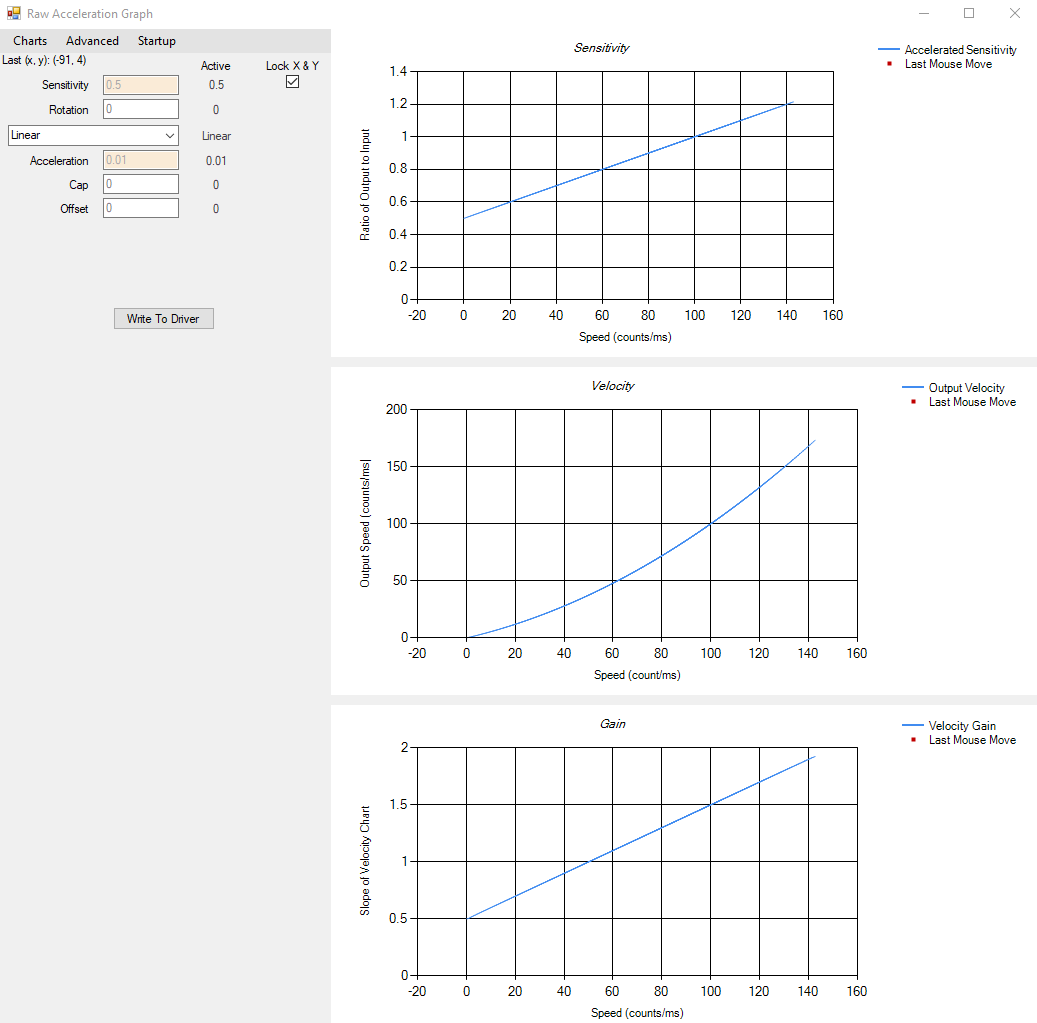 Raw Acceleration Graph
Charts Advanced Startup
Last (x, y): (-91, 4)
Active Lock X & Y
Sensitivity 0.5 0.5
Rotation 0 0
Linear Linear
Acceleration 0.01 0.01
Cap 0 0
Offset 0 0
Write To Driver
Sensitivity
Accelerated Sensitivity
Last Mouse Move
Ratio of Output to Input
1.4
1.2
1
0.8
0.6
0.4
0.2
0
-20 0 20 40 60 80 100 120 140 160
Speed (counts/ms)
Velocity
Output Velocity
Last Mouse Move
Output Speed (counts/ms)
200
150
100
50
0
-20 0 20 40 60 80 100 120 140 160
Speed (count/ms)
Gain
Velocity Gain
Last Mouse Move
Slope of Velocity Chart
2
1.5
1
0.5
0
-20 0 20 40 60 80 100 120 140 160
Speed (counts/ms)